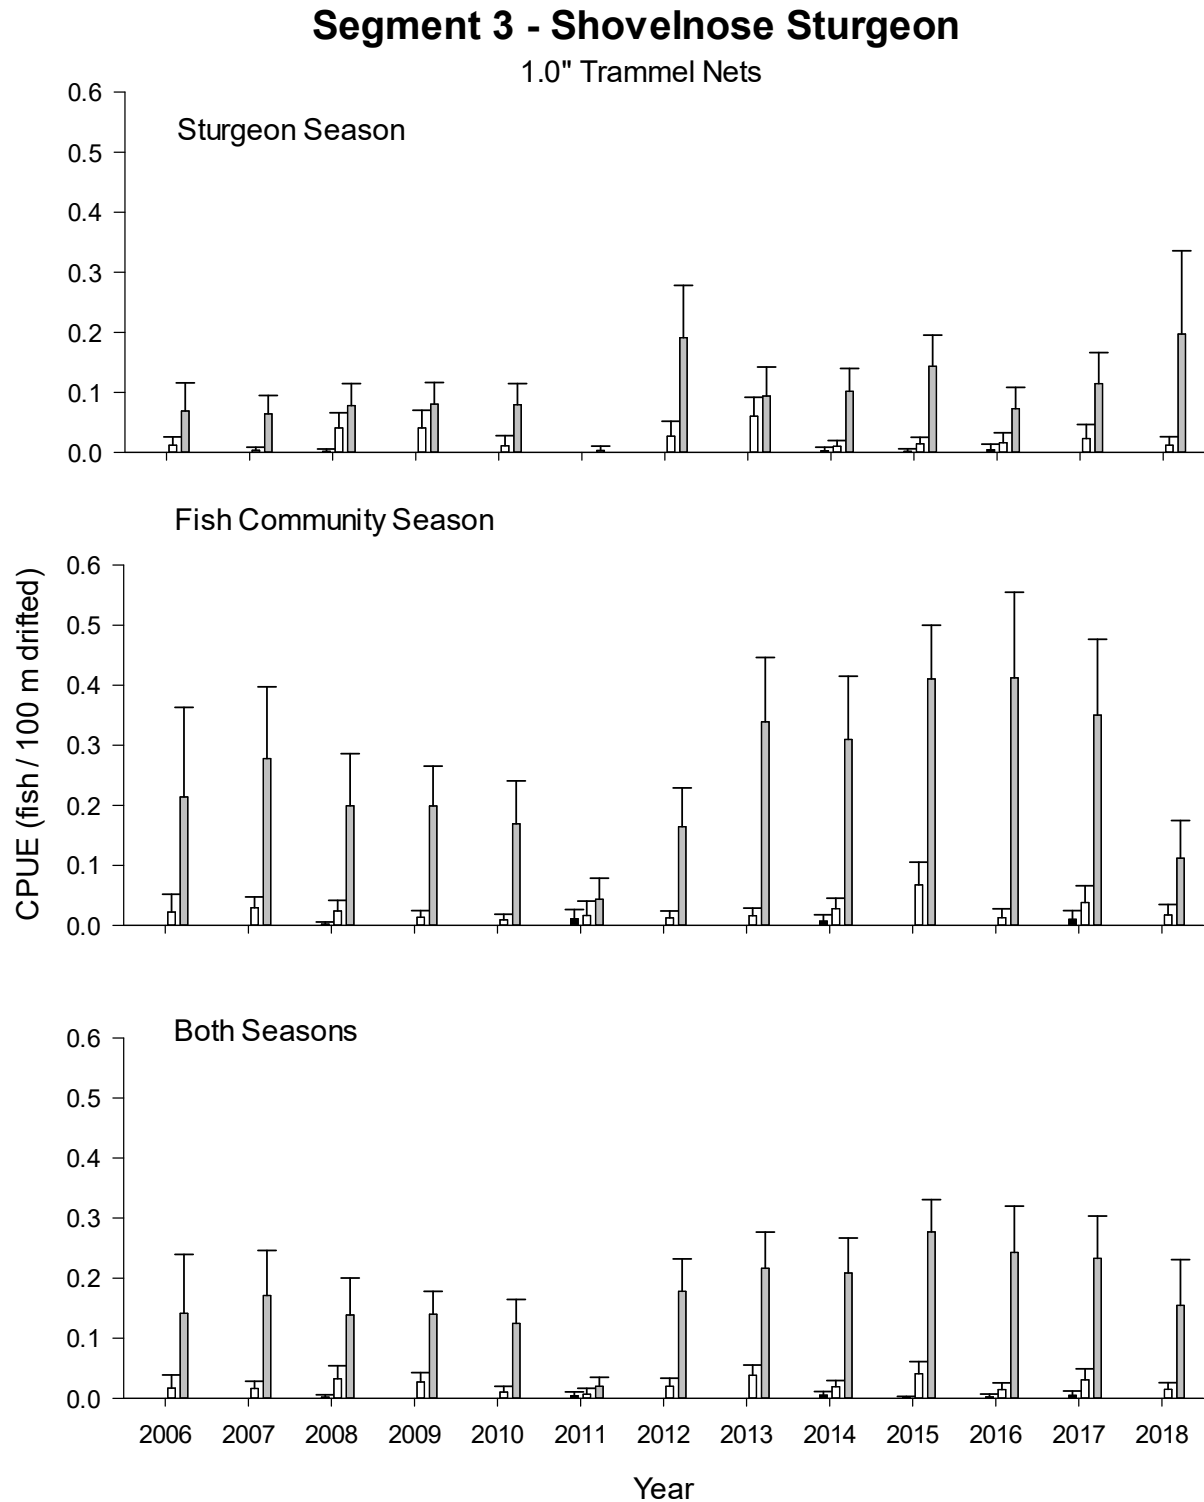 Segment 3 - Shovelnose Sturgeon
1.0" Trammel Nets
Sturgeon Season
0.6
0.5
0.4
0.3
0.2
0.1
0.0
Fish Community Season
0.6
0.5
0.4
0.3
0.2
0.1
0.0
CPUE (fish / 100 m drifted)
Both Seasons
0.6
0.5
0.4
0.3
0.2
0.1
0.0
2006 2007 2008 2009 2010 2011 2012 2013 2014 2015 2016 2017 2018
Year